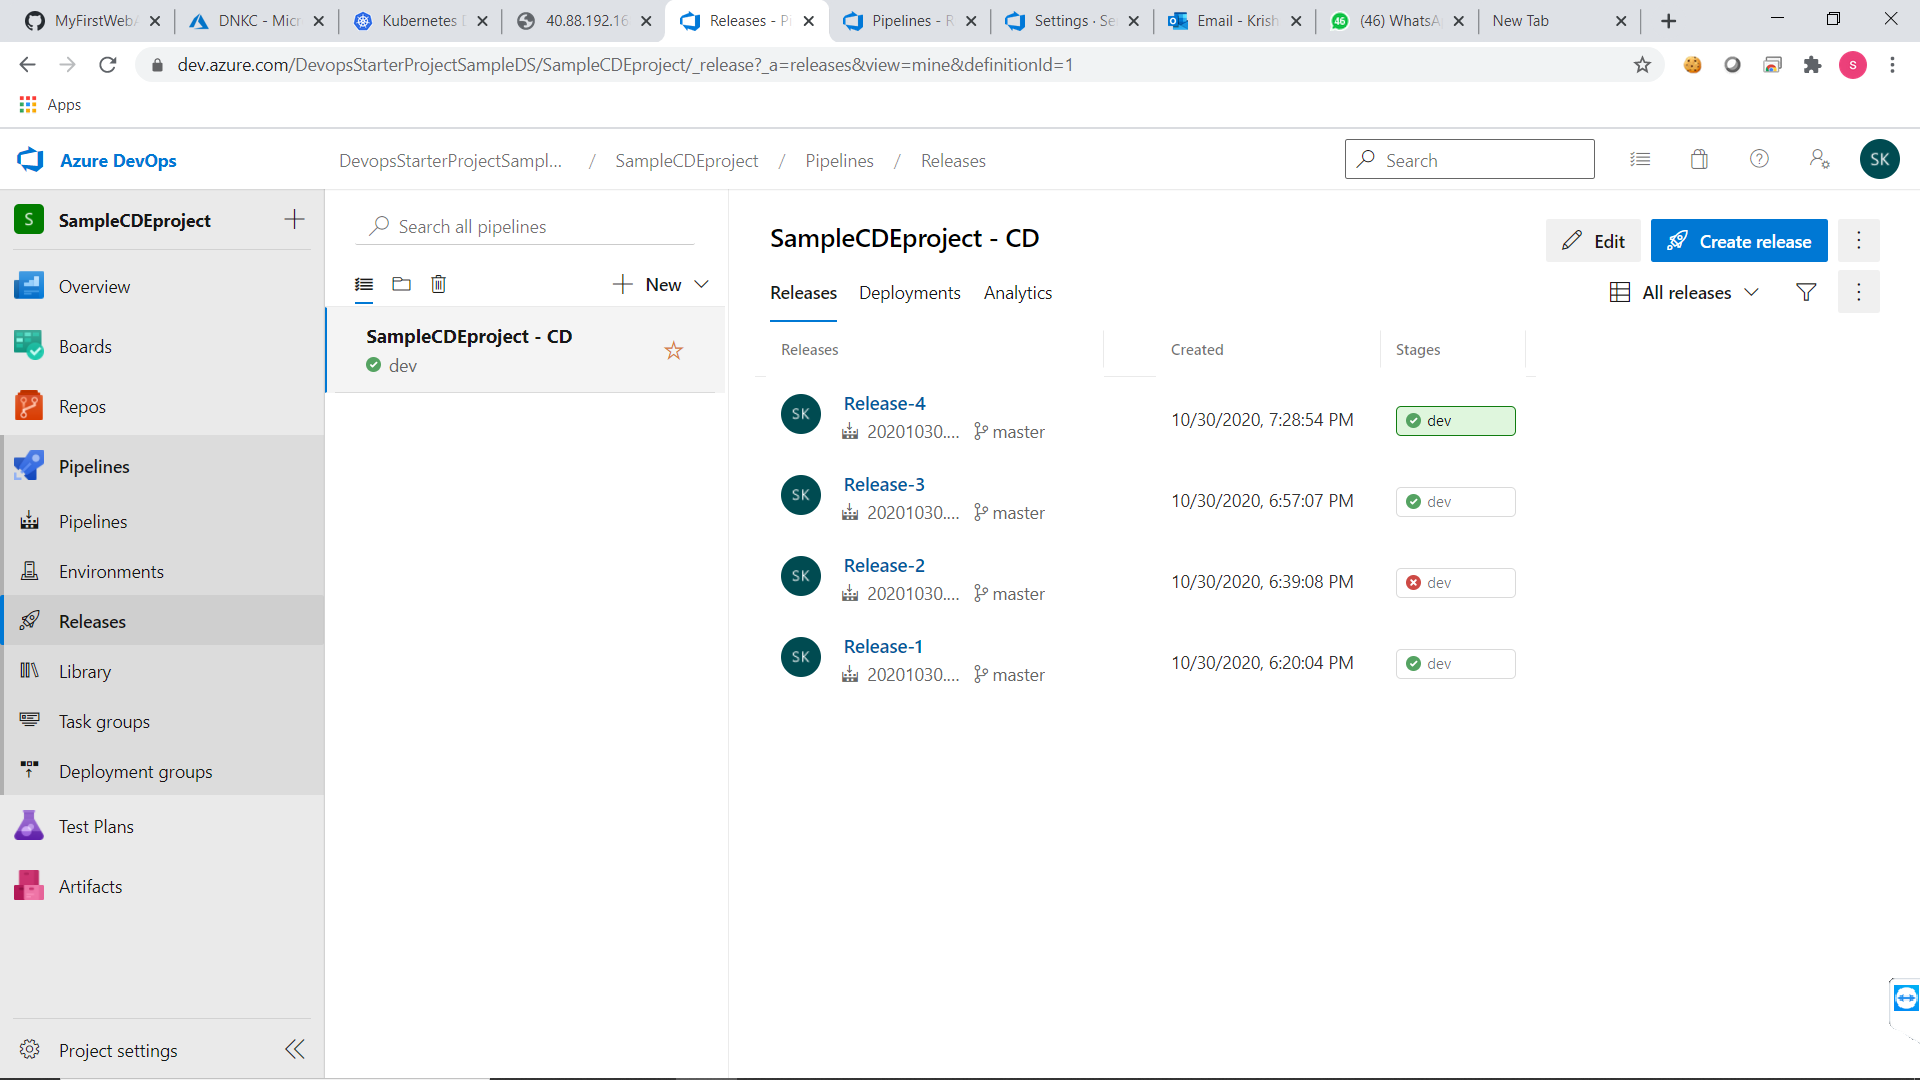 MyFirstWebA
DNKC - Micr
Kubernetes D
40.88.192.16
Releases - Pi
Pipelines - R
Settings · Se
Email - Krish
46
(46) WhatsA
New Tab
dev.azure.com/DevopsStarterProjectSampleDS/SampleCDEproject/_release?_a=releases&view=mine&definitionId=1
S
Apps
Azure DevOps
DevopsStarterProjectSampl... / SampleCDEproject / Pipelines / Releases
Search
SK
S
SampleCDEproject
Overview
Boards
Repos
Pipelines
Pipelines
Environments
Releases
Library
Task groups
Deployment groups
Test Plans
Artifacts
Project settings
Search all pipelines
New
SampleCDEproject - CD
dev
SampleCDEproject - CD
Edit
Create release
Releases
Deployments
Analytics
All releases
Releases
Created
Stages
SK
Release-4
20201030.... master
10/30/2020, 7:28:54 PM
dev
SK
Release-3
20201030.... master
10/30/2020, 6:57:07 PM
dev
SK
Release-2
20201030.... master
10/30/2020, 6:39:08 PM
dev
SK
Release-1
20201030.... master
10/30/2020, 6:20:04 PM
dev